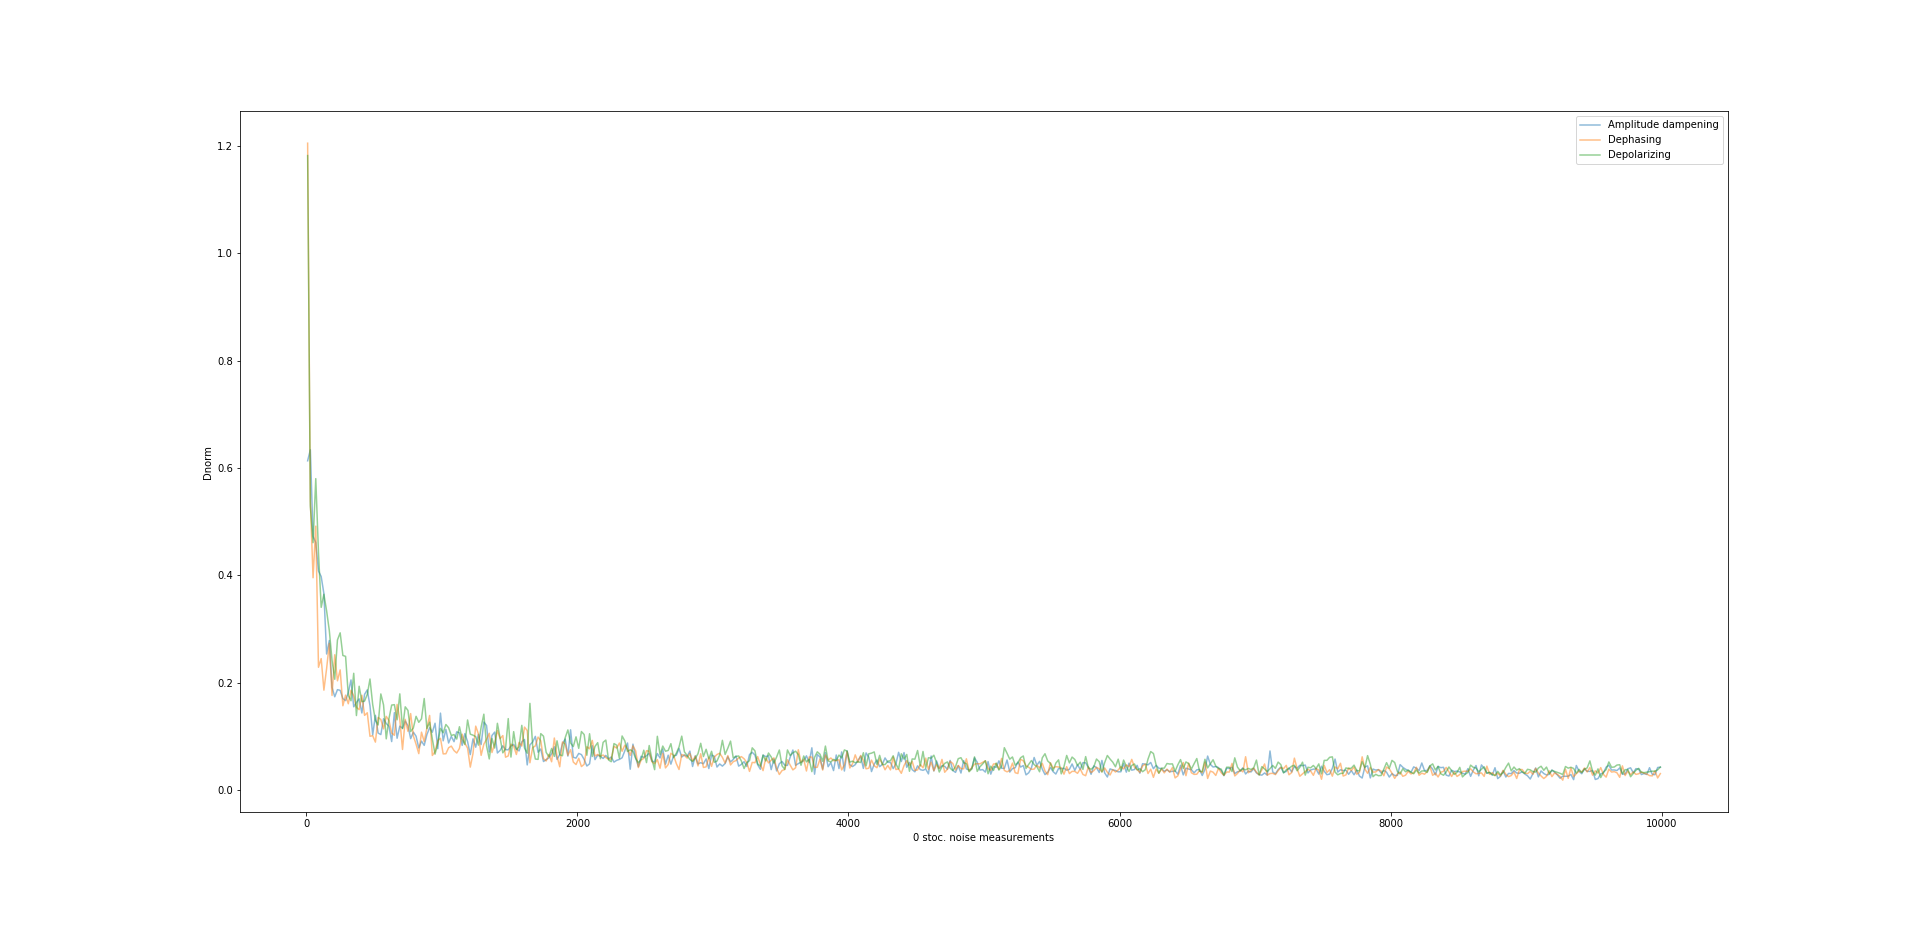 Amplitude dampening
Dephasing
Depolarizing
1.2
1.0
0.8
0.6
0.4
0.2
0.0
Dnorm
0 2000 4000 6000 8000 10000
0 stoc. noise measurements